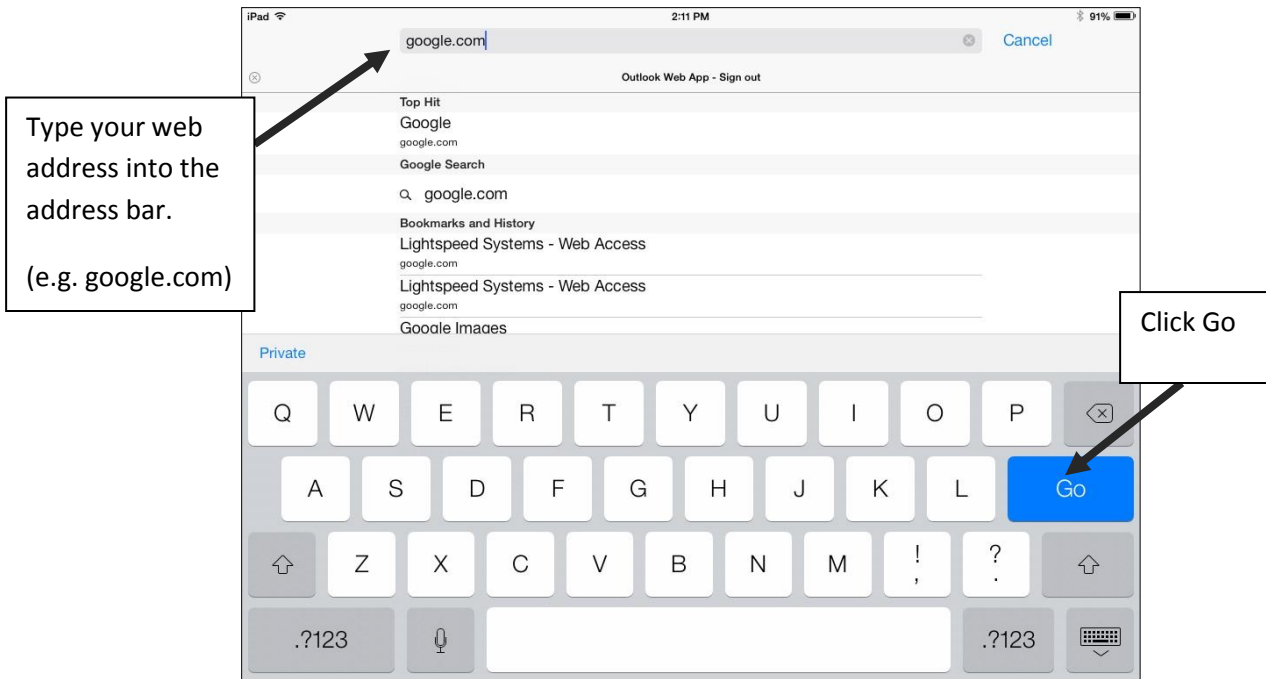 iPad 2:11 PM 91%
google.com Cancel
Outlook Web App - Sign out
Type your web
address into the
address bar.
(e.g. google.com)
Top Hit
Google
google.com
Google Search
google.com
Bookmarks and History
Lightspeed Systems - Web Access
google.com
Lightspeed Systems - Web Access
google.com
Google Images
Click Go
Private
Q W E R T Y U I O P
A S D F G H J K L Go
Z X C V B N M ! ?
, .
.?123 .?123